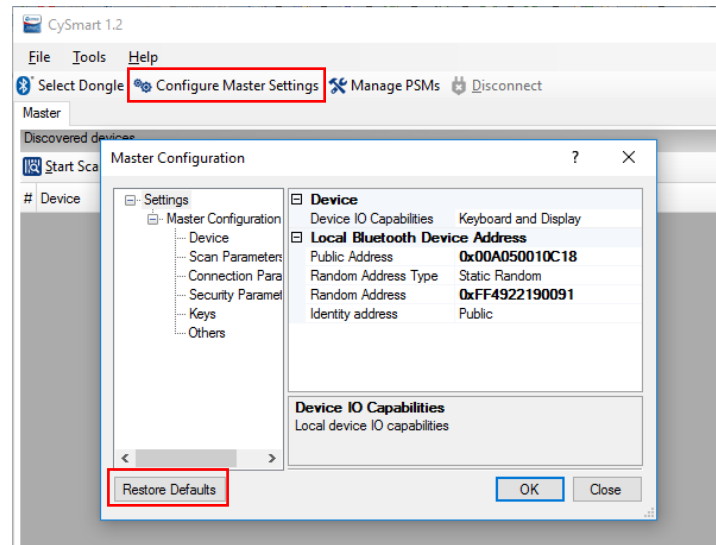 CySmart 1.2
File Tools Help
Select Dongle Configure Master Settings Manage PSMs Disconnect
Master
Discovered devices
Start Sca
# Device
Master Configuration ? X
Settings
Master Configuration
Device
Scan Parameters
Connection Para
Security Paramet
Keys
Others
Device
Device IO Capabilities Keyboard and Display
Local Bluetooth Device Address
Public Address 0x00A050010C18
Random Address Type Static Random
Random Address 0xFF4922190091
Identity address Public
Device IO Capabilities
Local device IO capabilities
Restore Defaults OK Close